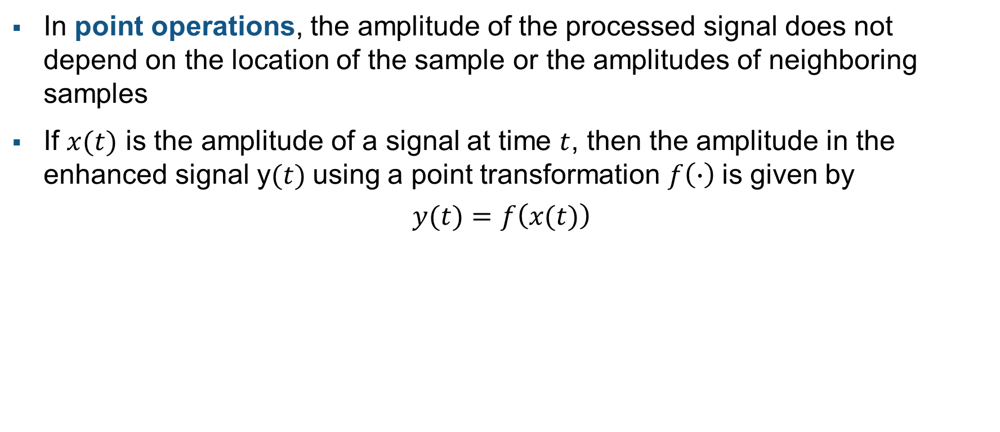 ▪ In point operations, the amplitude of the processed signal does not
depend on the location of the sample or the amplitudes of neighboring
samples
▪ If 𝑥(𝑡) is the amplitude of a signal at time 𝑡, then the amplitude in the
enhanced signal y(𝑡) using a point transformation 𝑓(·) is given by
𝑦(𝑡) = 𝑓(𝑥(𝑡))